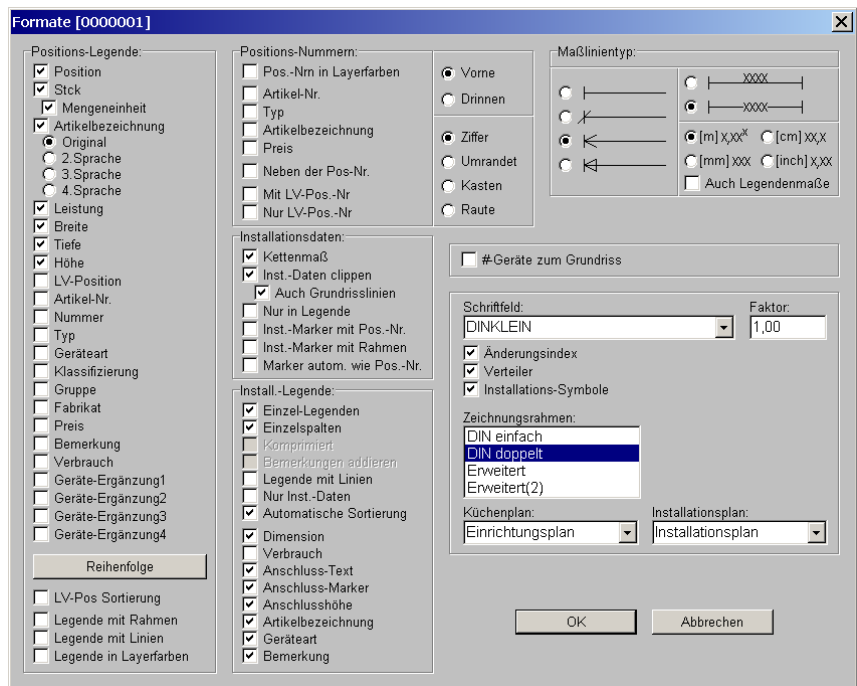 Formate [0000001]
Positions-Legende:
Position
Stck
Mengeneinheit
Artikelbezeichnung
Original
2.Sprache
3.Sprache
4.Sprache
Leistung
Breite
Tiefe
Höhe
LV-Position
Artikel-Nr.
Nummer
Typ
Geräteart
Klassifizierung
Gruppe
Fabrikat
Preis
Bemerkung
Verbrauch
Geräte-Ergänzung1
Geräte-Ergänzung2
Geräte-Ergänzung3
Geräte-Ergänzung4
Reihenfolge
LV-Pos Sortierung
Legende mit Rahmen
Legende mit Linien
Legende in Layerfarben
Positions-Nummern:
Pos.-Nrn in Layerfarben
Artikel-Nr.
Typ
Artikelbezeichnung
Preis
Neben der Pos-Nr.
Mit LV-Pos.-Nr
Nur LV-Pos.-Nr
Vorne
Drinnen
Ziffer
Umrandet
Kasten
Raute
Installationsdaten:
Kettenmaß
Inst.-Daten clippen
Auch Grundrisslinien
Nur in Legende
Inst.-Marker mit Pos.-Nr.
Inst.-Marker mit Rahmen
Marker autom. wie Pos.-Nr.
Install.-Legende:
Einzel-Legenden
Einzelspalten
Komprimiert
Bemerkungen addieren
Legende mit Linien
Nur Inst.-Daten
Automatische Sortierung
Dimension
Verbrauch
Anschluss-Text
Anschluss-Marker
Anschlusshöhe
Artikelbezeichnung
Geräteart
Bemerkung
Maßlinientyp:
XXXX
XXXX
[m] X,XXˣ [cm] XX,X
[mm] XXX [inch] X,XX
Auch Legendenmaße
#-Geräte zum Grundriss
Schriftfeld: Faktor:
DINKLEIN 1,00
Änderungsindex
Verteiler
Installations-Symbole
Zeichnungsrahmen:
DIN einfach
DIN doppelt
Erweitert
Erweitert(2)
Küchenplan: Installationsplan:
Einrichtungsplan Installationsplan
OK Abbrechen